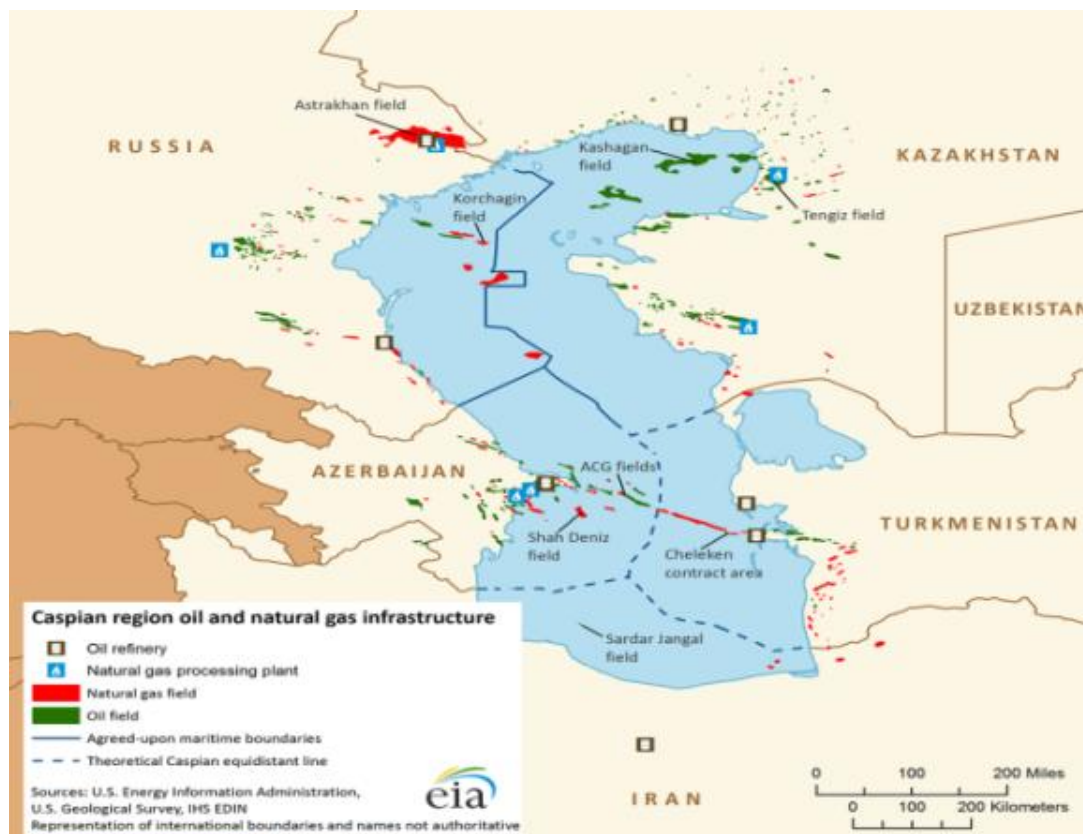 Astrakhan field
RUSSIA
Kashagan
field
KAZAKHSTAN
Korchagin
field
Tengiz field
UZBEKISTAN
AZERBAIJAN
ACG fields
Shah Deniz
field
TURKMENISTAN
Cheleken
contract area
Sardar Jangal
field
IRAN
Caspian region oil and natural gas infrastructure
Oil refinery
Natural gas processing plant
Natural gas field
Oil field
Agreed-upon maritime boundaries
Theoretical Caspian equidistant line
Sources: U.S. Energy Information Administration,
U.S. Geological Survey, IHS EDIN
Representation of international boundaries and names not authoritative
eia
0 100 200 Miles
0 100 200 Kilometers